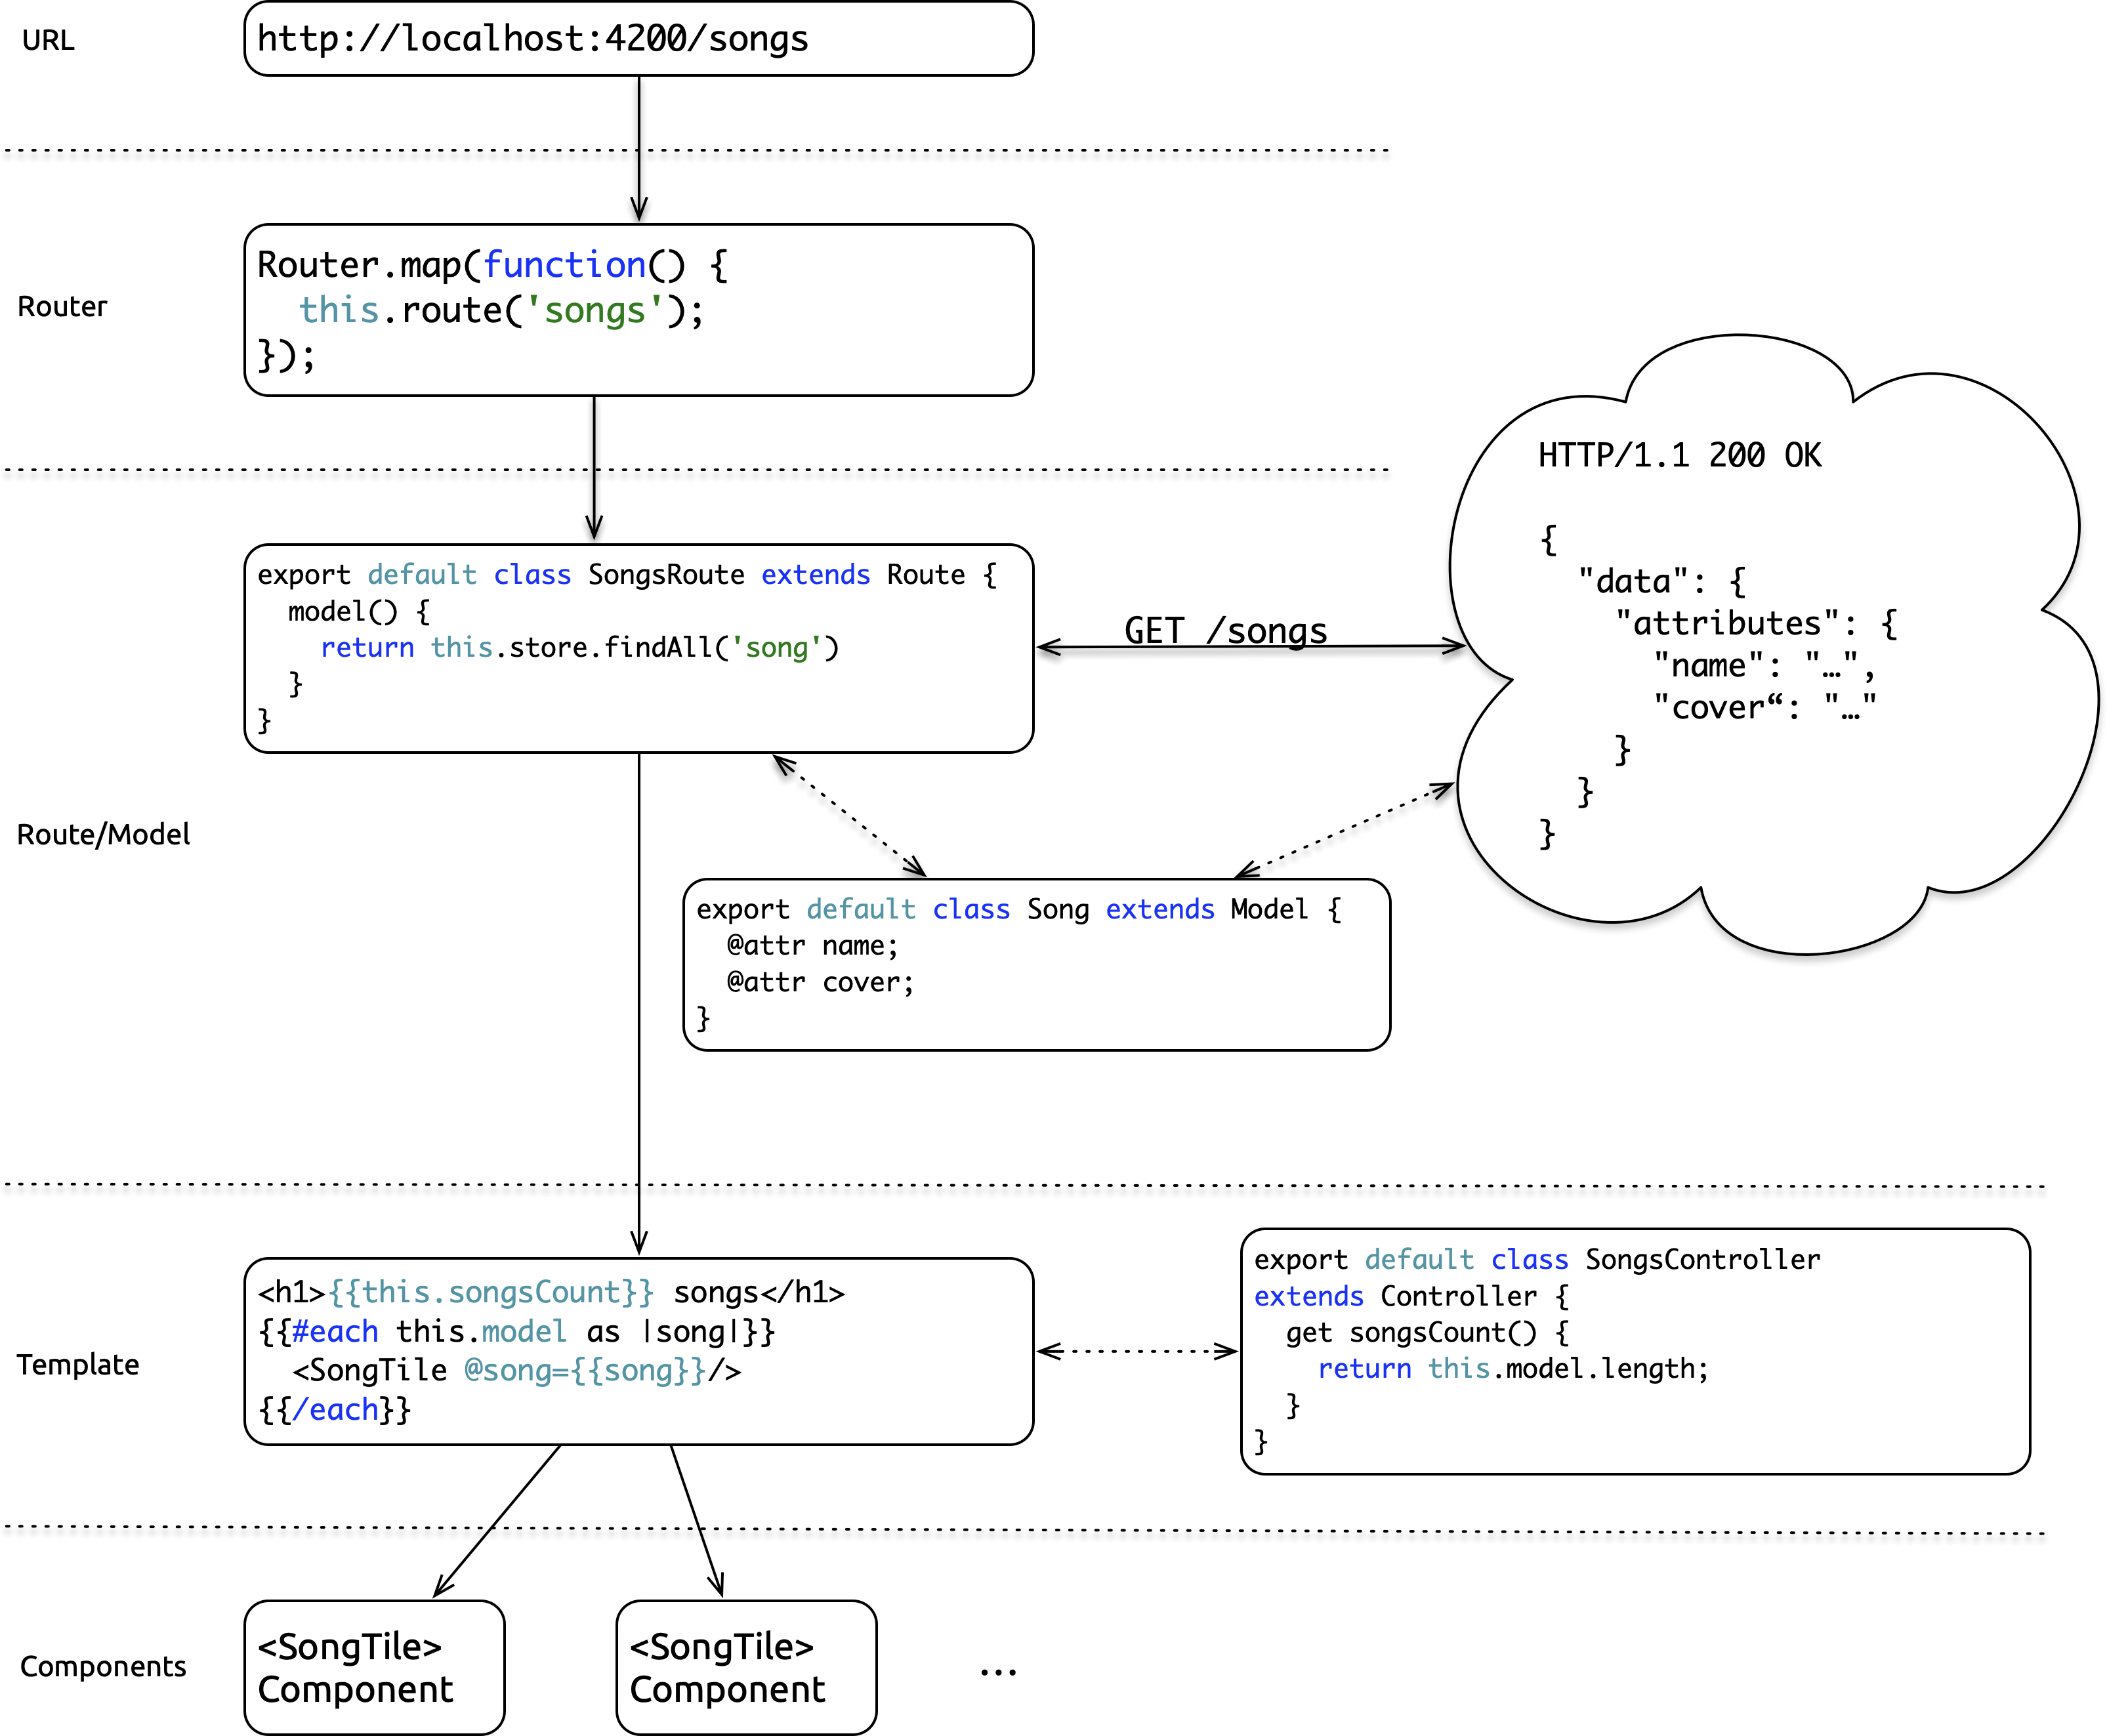 URL
http://localhost:4200/songs
Router
Router.map(function() {
  this.route('songs');
});
Route/Model
export default class SongsRoute extends Route {
  model() {
    return this.store.findAll('song')
  }
}
GET /songs
HTTP/1.1 200 OK
{
  "data": {
    "attributes": {
      "name": "…",
      "cover“: "…"
    }
  }
}
export default class Song extends Model {
  @attr name;
  @attr cover;
}
Template
<h1>{{this.songsCount}} songs</h1>
{{#each this.model as |song|}}
  <SongTile @song={{song}}/>
{{/each}}
export default class SongsController
extends Controller {
  get songsCount() {
    return this.model.length;
  }
}
Components
<SongTile>
Component
<SongTile>
Component
…